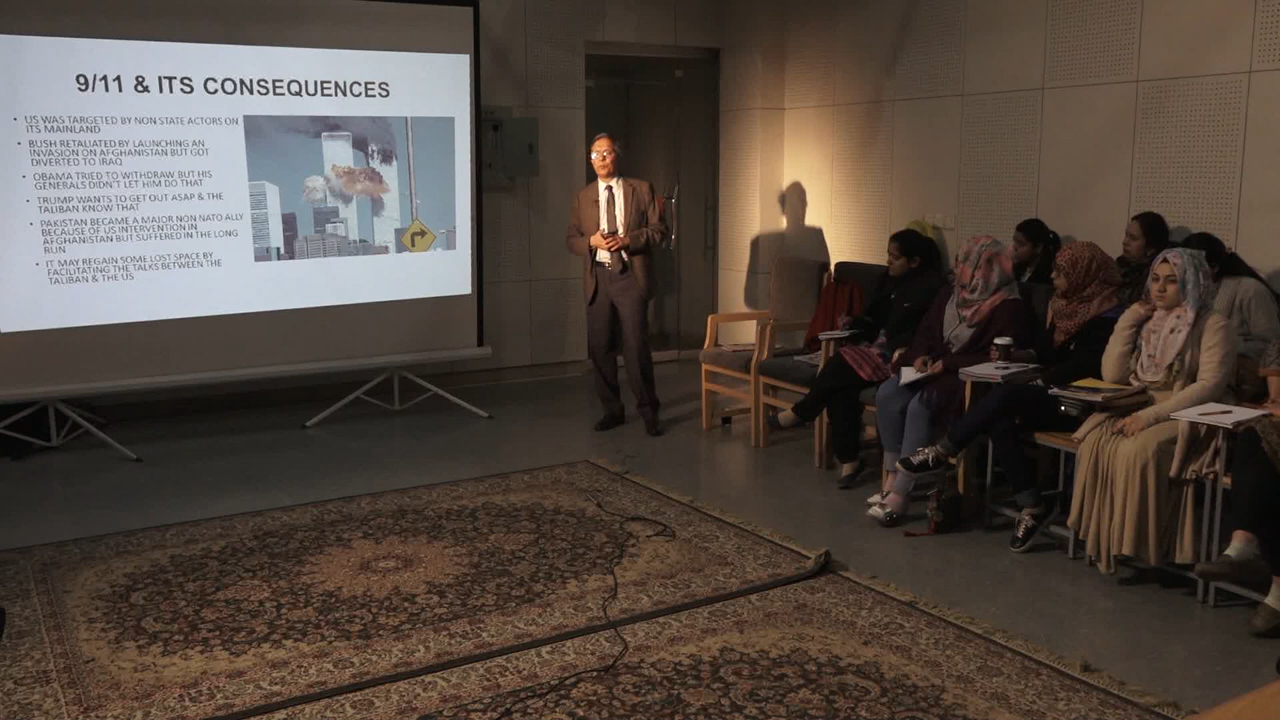 9/11 & ITS CONSEQUENCES
• US WAS TARGETED BY NON STATE ACTORS ON
ITS MAINLAND
• BUSH RETALIATED BY LAUNCHING AN
INVASION ON AFGHANISTAN BUT GOT
DIVERTED TO IRAQ
• OBAMA TRIED TO WITHDRAW BUT HIS
GENERALS DIDN'T LET HIM DO THAT
• TRUMP WANTS TO GET OUT ASAP & THE
TALIBAN KNOW THAT
• PAKISTAN BECAME A MAJOR NON NATO ALLY
BECAUSE OF US INTERVENTION IN
AFGHANISTAN BUT SUFFERED IN THE LONG
RUN
• IT MAY REGAIN SOME LOST SPACE BY
FACILITATING THE TALKS BETWEEN THE
TALIBAN & THE US